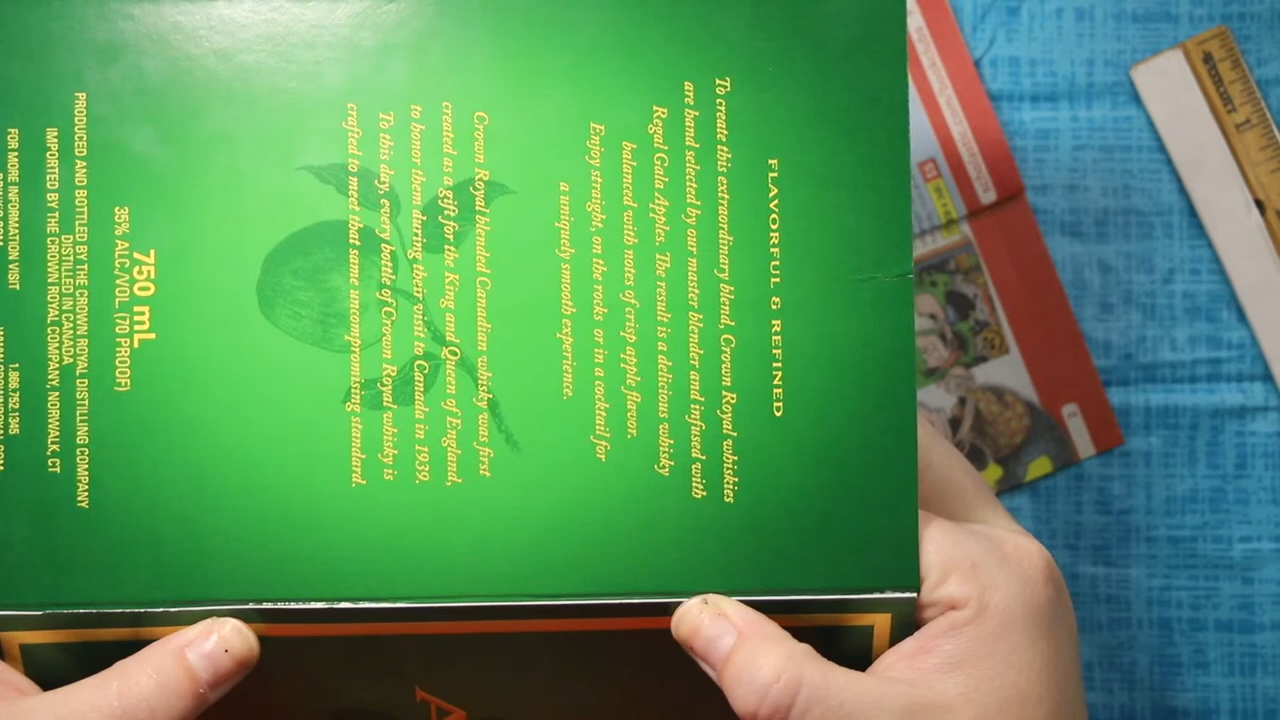 FLAVORFUL & REFINED
To create this extraordinary blend, Crown Royal whiskies
are hand selected by our master blender and infused with
Regal Gala Apples. The result is a delicious whisky
balanced with notes of crisp apple flavor.
Enjoy straight, on the rocks or in a cocktail for
a uniquely smooth experience.
Crown Royal blended Canadian whisky was first
created as a gift for the King and Queen of England,
to honor them during their visit to Canada in 1939.
To this day, every bottle of Crown Royal whisky is
crafted to meet that same uncompromising standard.
750 mL
35% ALC./VOL. (70 PROOF)
PRODUCED AND BOTTLED BY THE CROWN ROYAL DISTILLING COMPANY
DISTILLED IN CANADA
IMPORTED BY THE CROWN ROYAL COMPANY, NORWALK, CT
FOR MORE INFORMATION VISIT 1.866.752.1345
A
2
$3
1